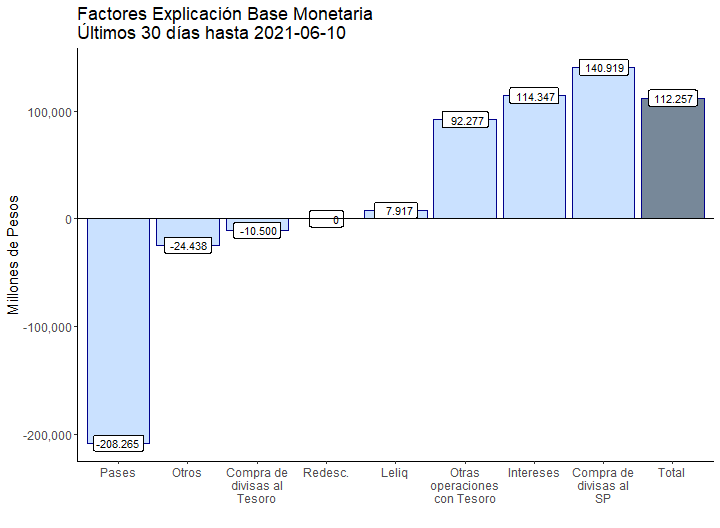 Factores Explicación Base Monetaria
Últimos 30 días hasta 2021-06-10
Millones de Pesos
100,000
0
-100,000
-200,000
-208.265
-24.438
-10.500
0
7.917
92.277
114.347
140.919
112.257
Pases
Otros
Compra de
divisas al
Tesoro
Redesc.
Leliq
Otras
operaciones
con Tesoro
Intereses
Compra de
divisas al
SP
Total